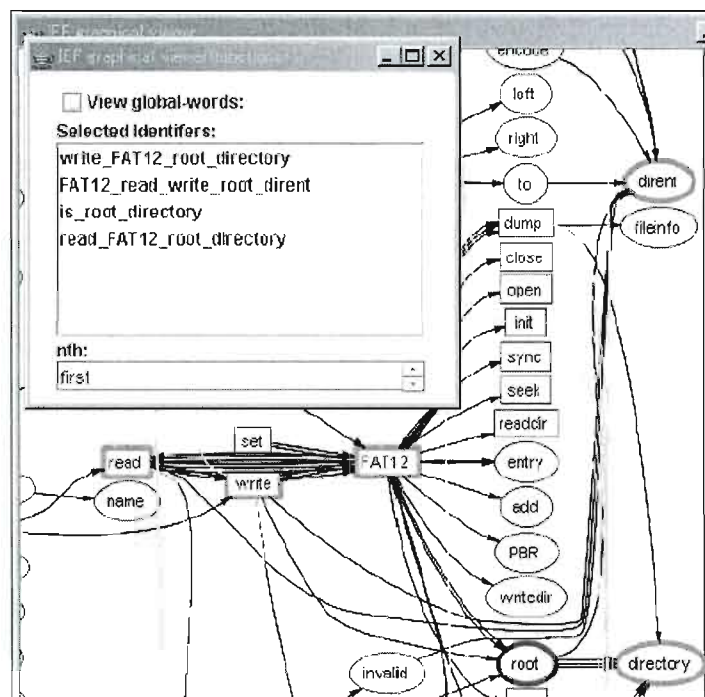 IEF graphical viewer
IEF graphical viewer functions
View global-words:
Selected Identifers:
write_FAT12_root_directory
FAT12_read_write_root_dirent
is_root_directory
read_FAT12_root_directory
nth:
first
encode
left
right
to
dirent
dump
fileinfo
close
open
init
sync
seek
readdir
set
read
FAT12
entry
write
name
add
PBR
writedir
root
directory
invalid